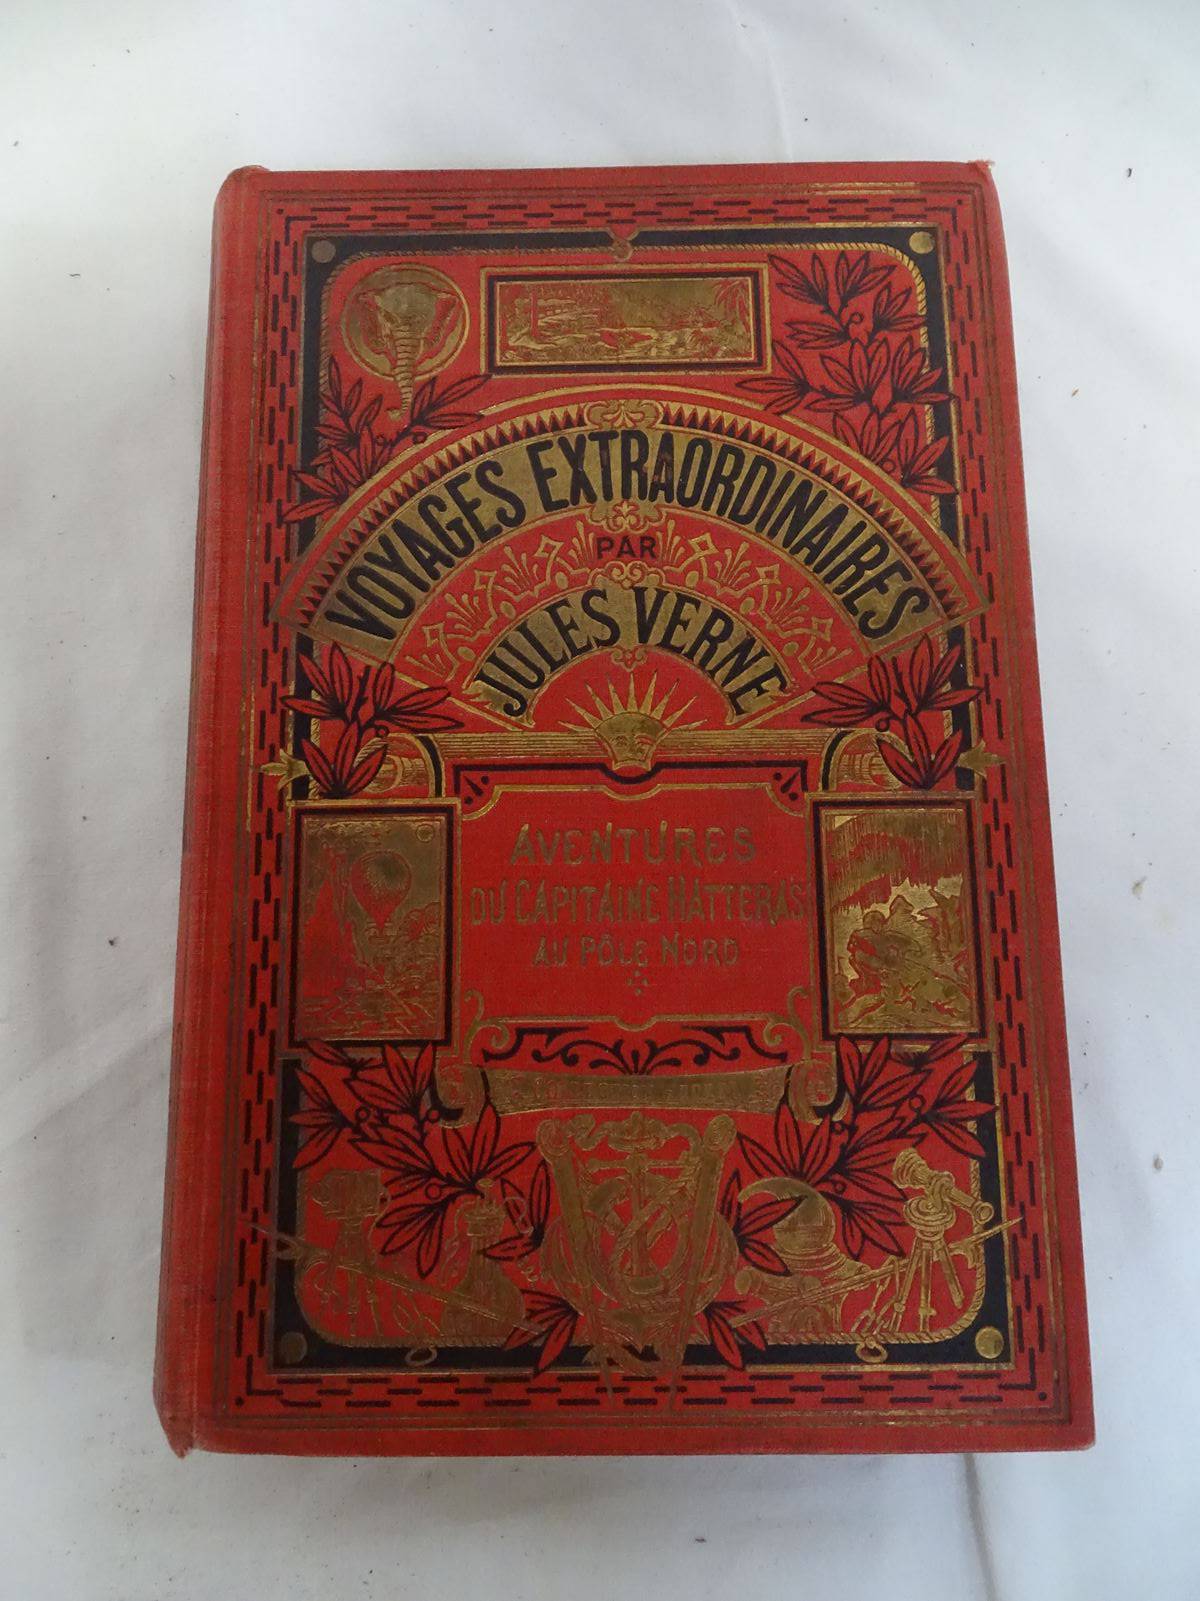 VOYAGES EXTRAORDINAIRES
PAR
JULES VERNE
AVENTURES
DU CAPITAINE HATTERAS
AU PÔLE NORD